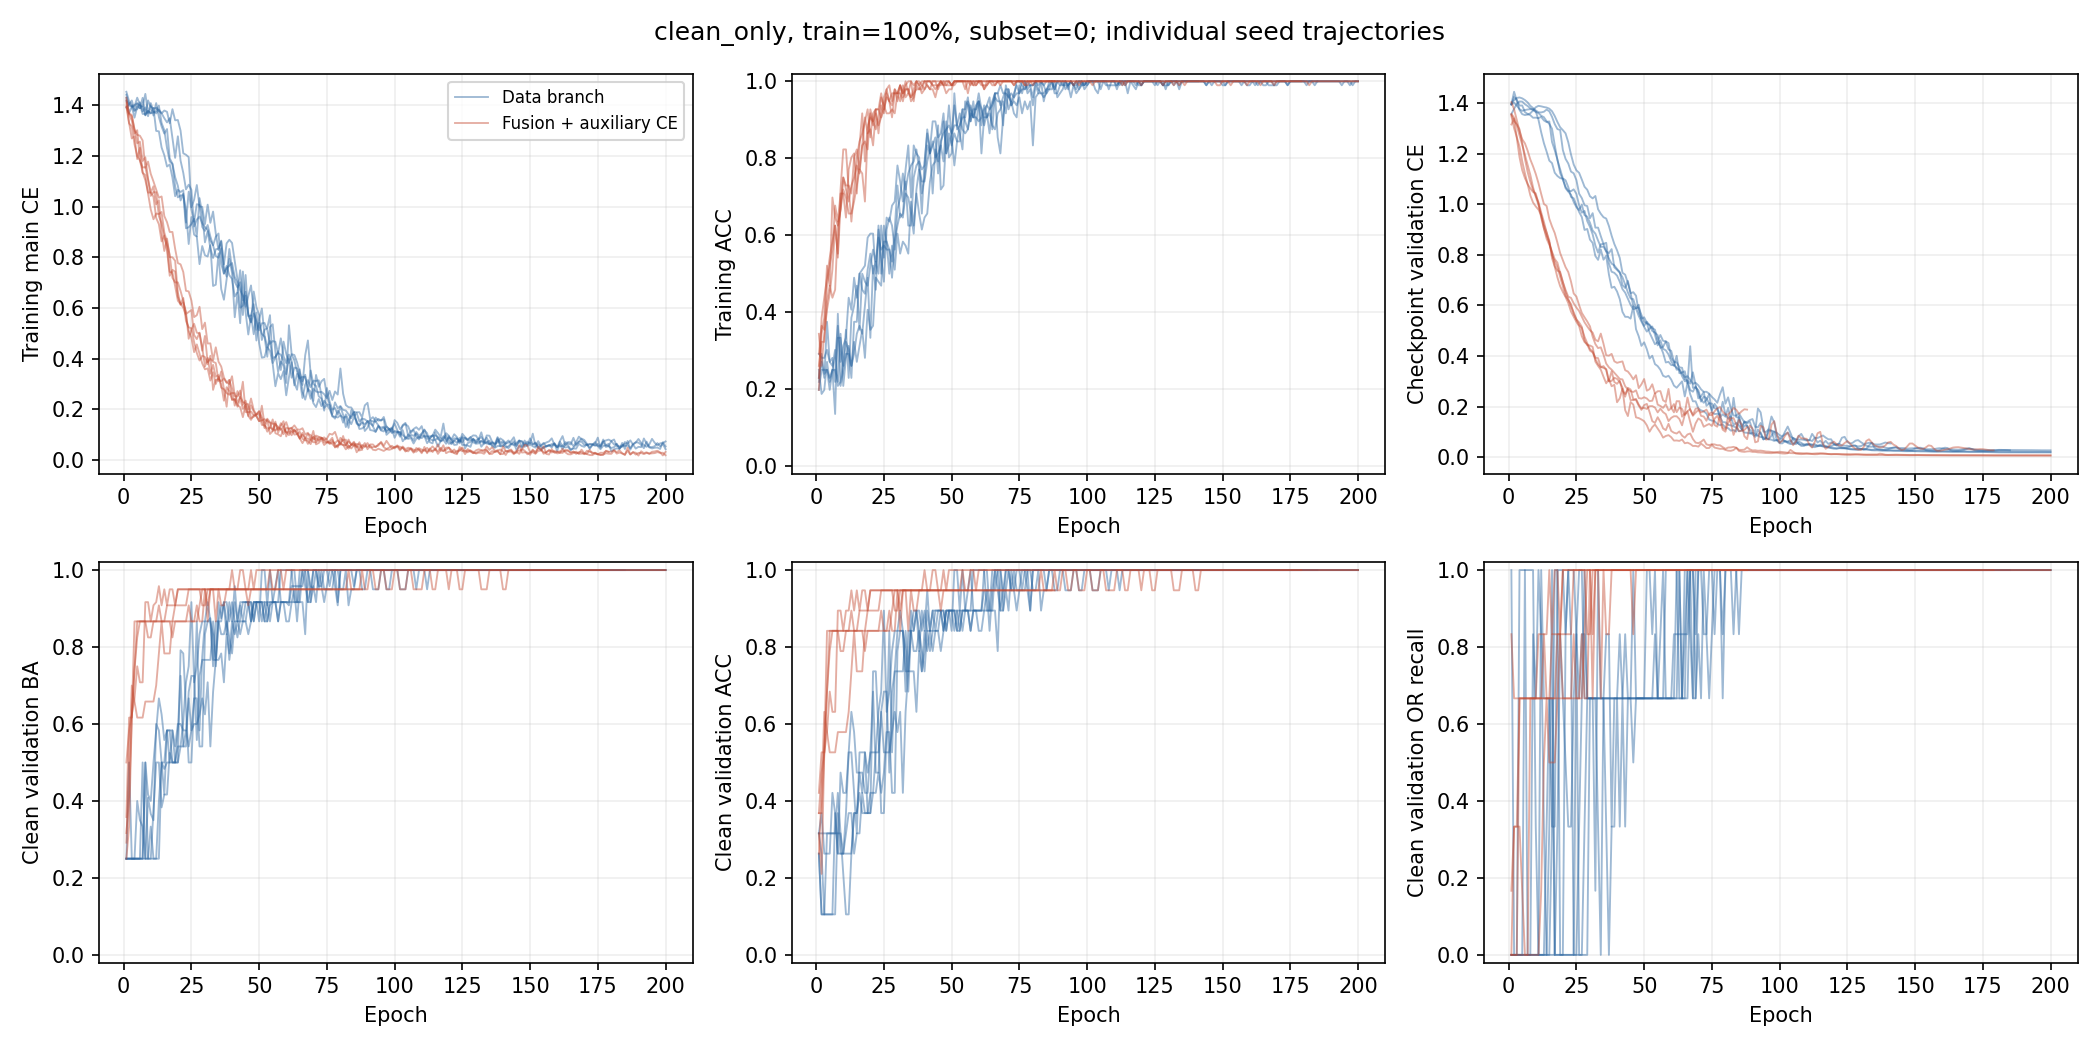 clean_only, train=100%, subset=0; individual seed trajectories
Training main CE
1.4
1.2
1.0
0.8
0.6
0.4
0.2
0.0
Data branch
Fusion + auxiliary CE
0 25 50 75 100 125 150 175 200
Epoch
Training ACC
1.0
0.8
0.6
0.4
0.2
0.0
0 25 50 75 100 125 150 175 200
Epoch
Checkpoint validation CE
1.4
1.2
1.0
0.8
0.6
0.4
0.2
0.0
0 25 50 75 100 125 150 175 200
Epoch
Clean validation BA
1.0
0.8
0.6
0.4
0.2
0.0
0 25 50 75 100 125 150 175 200
Epoch
Clean validation ACC
1.0
0.8
0.6
0.4
0.2
0.0
0 25 50 75 100 125 150 175 200
Epoch
Clean validation OR recall
1.0
0.8
0.6
0.4
0.2
0.0
0 25 50 75 100 125 150 175 200
Epoch